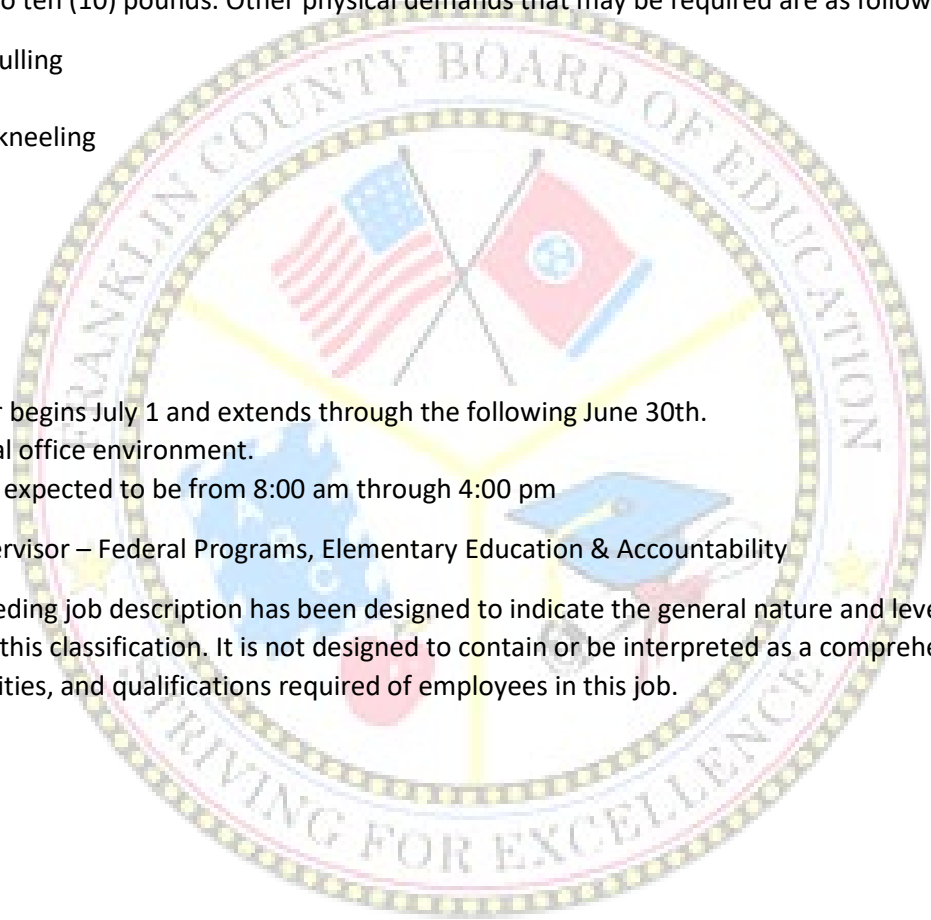 o ten (10) pounds. Other physical demands that may be required are as follow
ulling
kneeling
r begins July 1 and extends through the following June 30th.
al office environment.
expected to be from 8:00 am through 4:00 pm
ervisor – Federal Programs, Elementary Education & Accountability
eding job description has been designed to indicate the general nature and leve
this classification. It is not designed to contain or be interpreted as a comprehe
ities, and qualifications required of employees in this job.
FRANKLIN COUNTY BOARD OF EDUCATION
A B C
STRIVING FOR EXCELLENCE